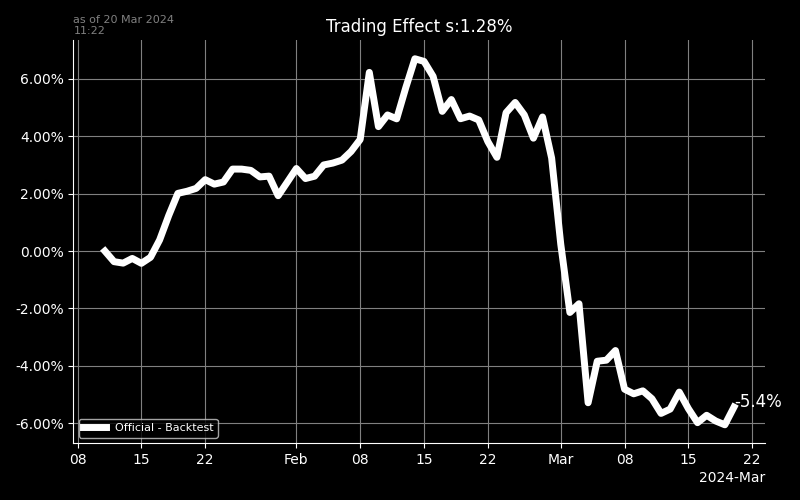 as of 20 Mar 2024
11:22
Trading Effect s:1.28%
6.00%
4.00%
2.00%
0.00%
-2.00%
-4.00%
-6.00%
-5.4%
Official - Backtest
08 15 22 Feb 08 15 22 Mar 08 15 22
2024-Mar